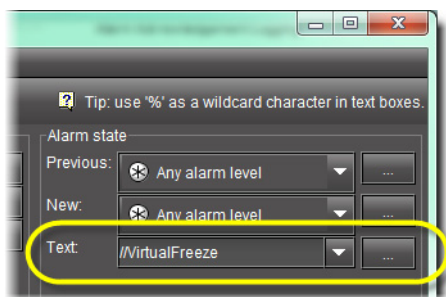 Tip: use '%' as a wildcard character in text boxes.
Alarm state
Previous:
Any alarm level
...
New:
Any alarm level
...
Text:
//VirtualFreeze
...